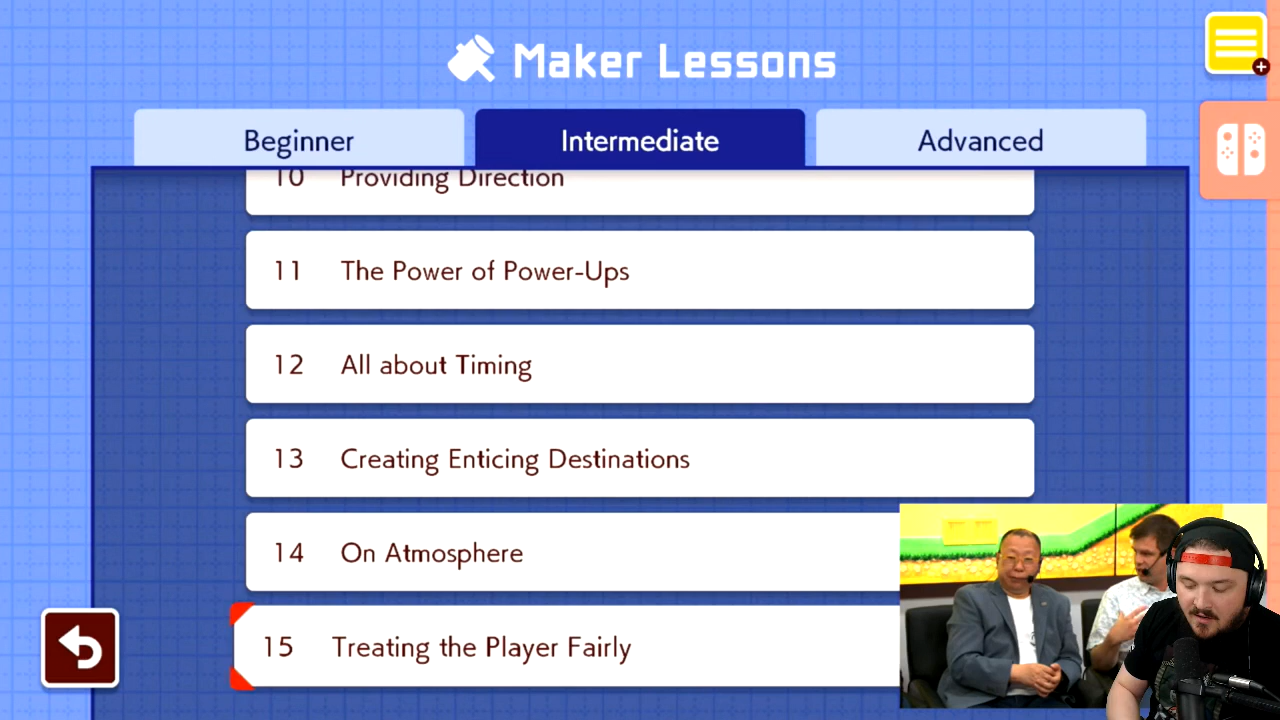 Maker Lessons
Beginner
Intermediate
Advanced
10 Providing Direction
11 The Power of Power-Ups
12 All about Timing
13 Creating Enticing Destinations
14 On Atmosphere
15 Treating the Player Fairly